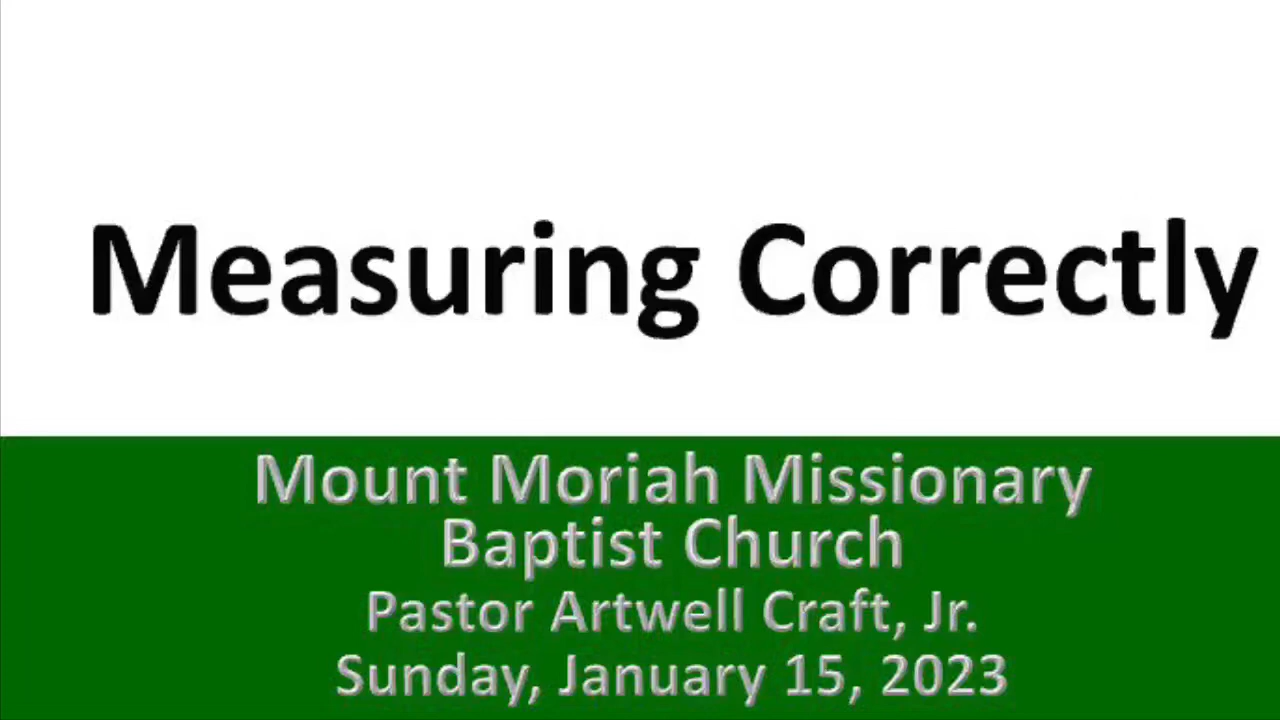 Measuring Correctly
Mount Moriah Missionary
Baptist Church
Pastor Artwell Craft, Jr.
Sunday, January 15, 2023